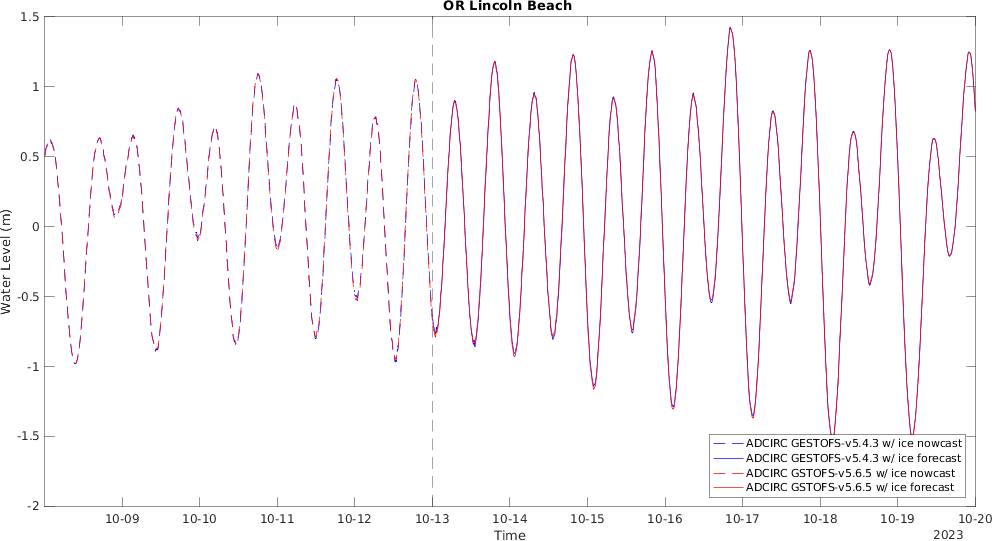 OR Lincoln Beach
1.5
1
0.5
0
-0.5
-1
-1.5
-2
Water Level (m)
10-09 10-10 10-11 10-12 10-13 10-14 10-15 10-16 10-17 10-18 10-19 10-20
Time
2023
ADCIRC GESTOFS-v5.4.3 w/ ice nowcast
ADCIRC GESTOFS-v5.4.3 w/ ice forecast
ADCIRC GSTOFS-v5.6.5 w/ ice nowcast
ADCIRC GSTOFS-v5.6.5 w/ ice forecast